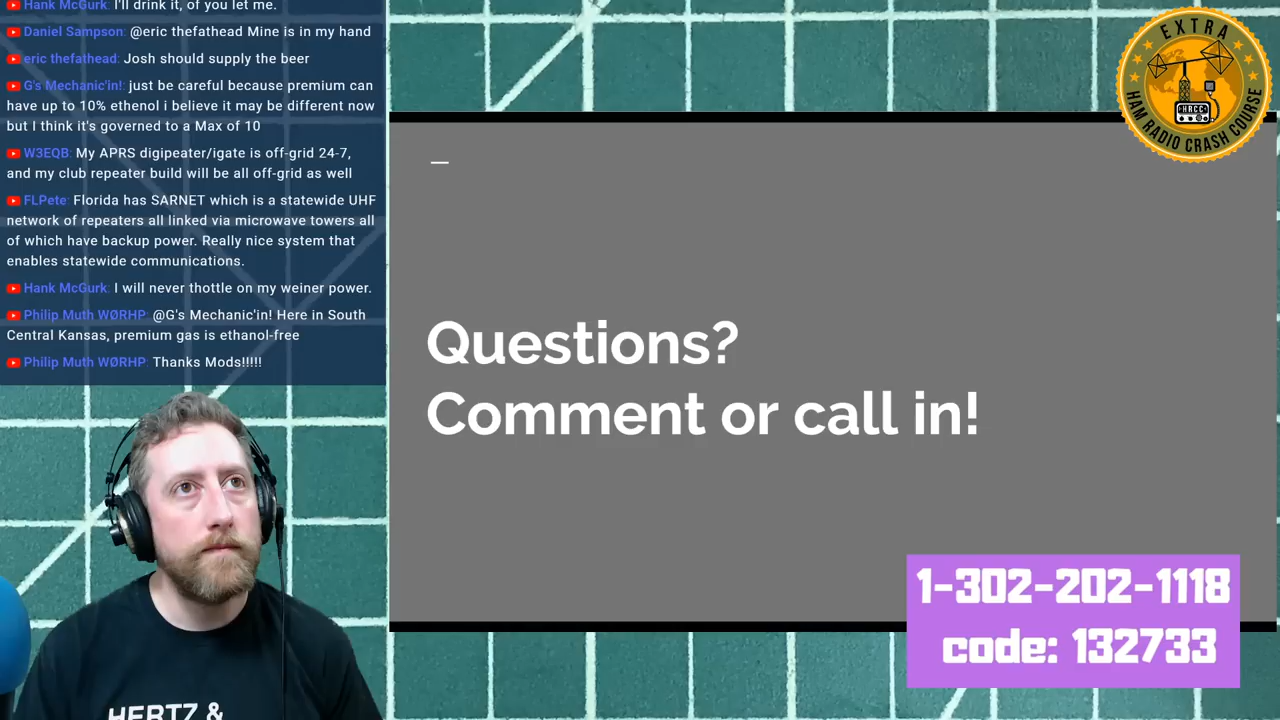 Hank McGurk: I'll drink it, of you let me.
Daniel Sampson: @eric thefathead Mine is in my hand
eric thefathead: Josh should supply the beer
G's Mechanic'in!: just be careful because premium can
have up to 10% ethenol i believe it may be different now
but I think it's governed to a Max of 10
W3EQB: My APRS digipeater/igate is off-grid 24-7,
and my club repeater build will be all off-grid as well
FLPete: Florida has SARNET which is a statewide UHF
network of repeaters all linked via microwave towers all
of which have backup power. Really nice system that
enables statewide communications.
Hank McGurk: I will never thottle on my weiner power.
Philip Muth WØRHP: @G's Mechanic'in! Here in South
Central Kansas, premium gas is ethanol-free
Philip Muth WØRHP: Thanks Mods!!!!!
HERTZ &
Questions?
Comment or call in!
EXTRA
HRCC
HAM RADIO CRASH COURSE
1-302-202-1118
code: 132733